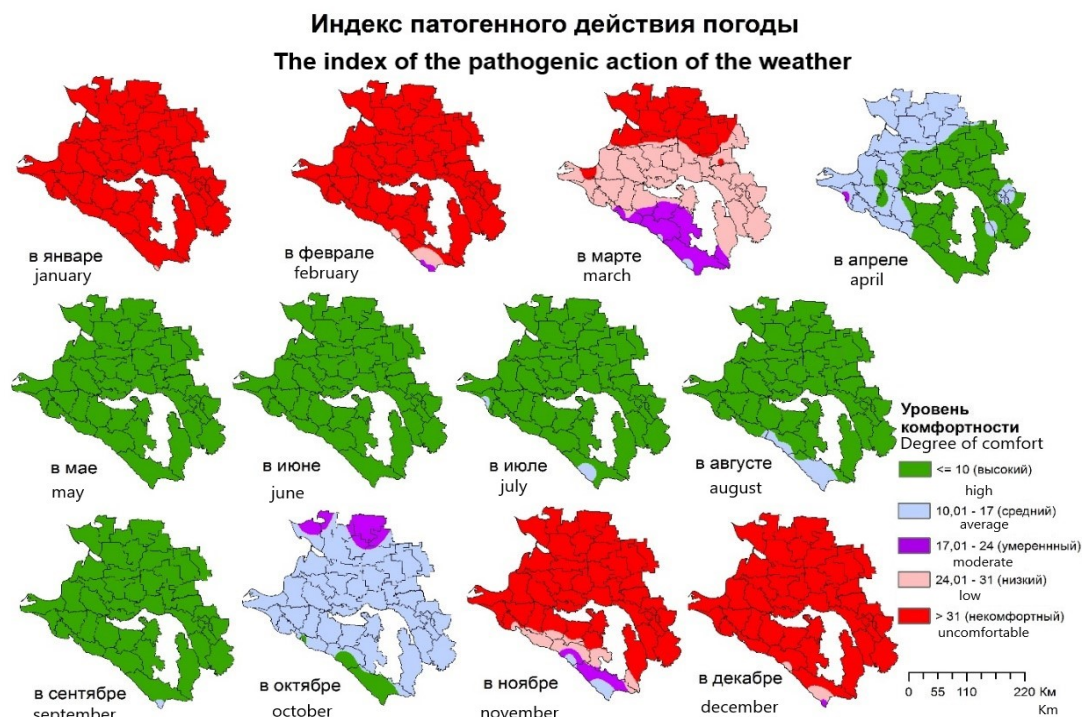 Индекс патогенного действия погоды
The index of the pathogenic action of the weather
в январе
january
в феврале
february
в марте
march
в апреле
april
в мае
may
в июне
june
в июле
july
в августе
august
в сентябре
september
в октябре
october
в ноябре
november
в декабре
december
Уровень
комфортности
Degree of comfort
<= 10 (высокий)
high
10,01 - 17 (средний)
average
17,01 - 24 (умереннный)
moderate
24,01 - 31 (низкий)
low
> 31 (некомфортный)
uncomfortable
0 55 110 220 Км
Km